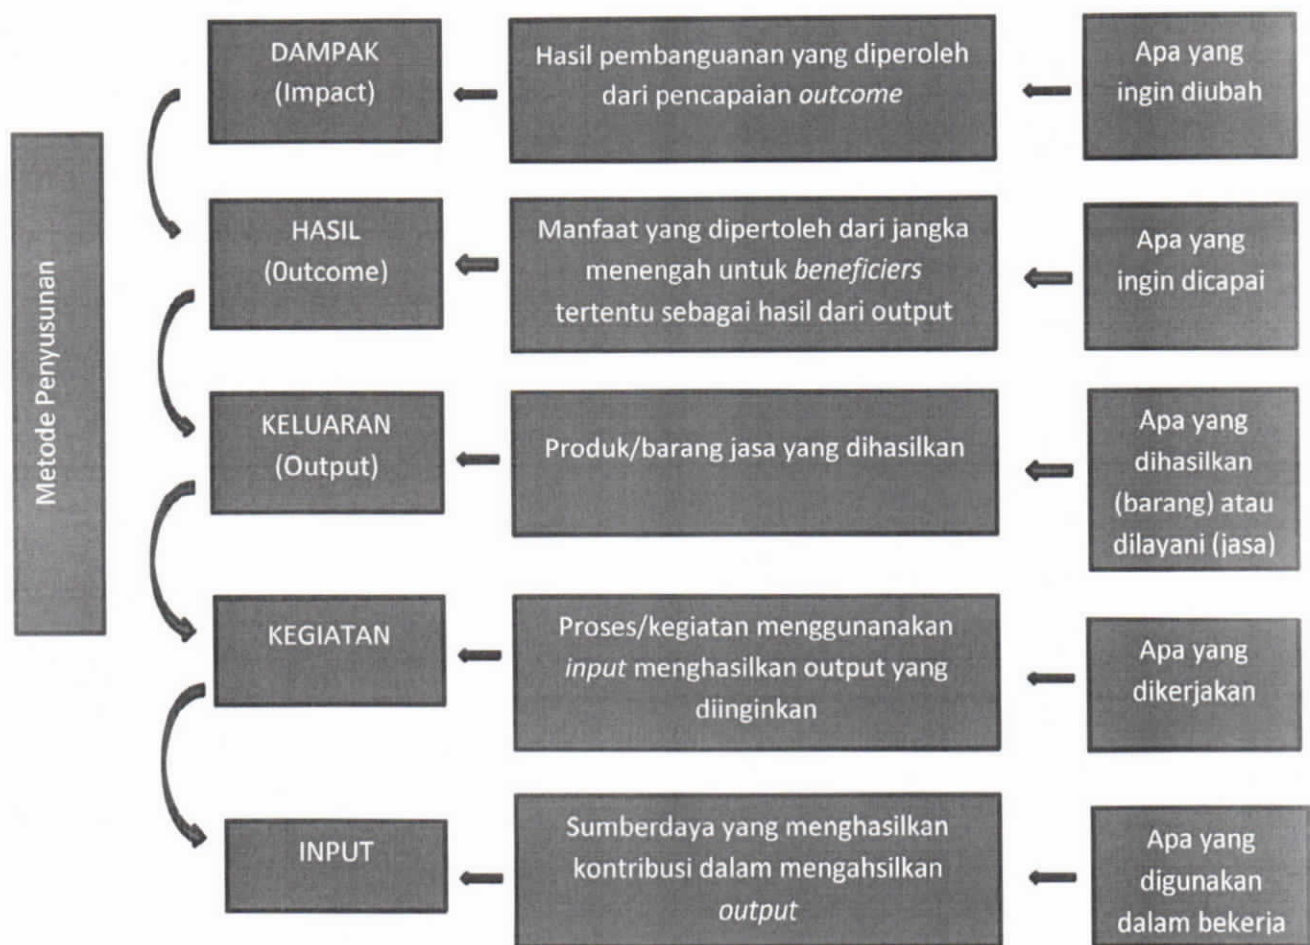 Metode Penyusunan
DAMPAK
(Impact)
Hasil pembanguanan yang diperoleh
dari pencapaian outcome
Apa yang
ingin diubah
HASIL
(Outcome)
Manfaat yang dipertoleh dari jangka
menengah untuk beneficiers
tertentu sebagai hasil dari output
Apa yang
ingin dicapai
KELUARAN
(Output)
Produk/barang jasa yang dihasilkan
Apa yang
dihasilkan
(barang) atau
dilayani (jasa)
KEGIATAN
Proses/kegiatan menggunanakan
input menghasilkan output yang
diinginkan
Apa yang
dikerjakan
INPUT
Sumberdaya yang menghasilkan
kontribusi dalam mengahsilkan
output
Apa yang
digunakan
dalam bekerja